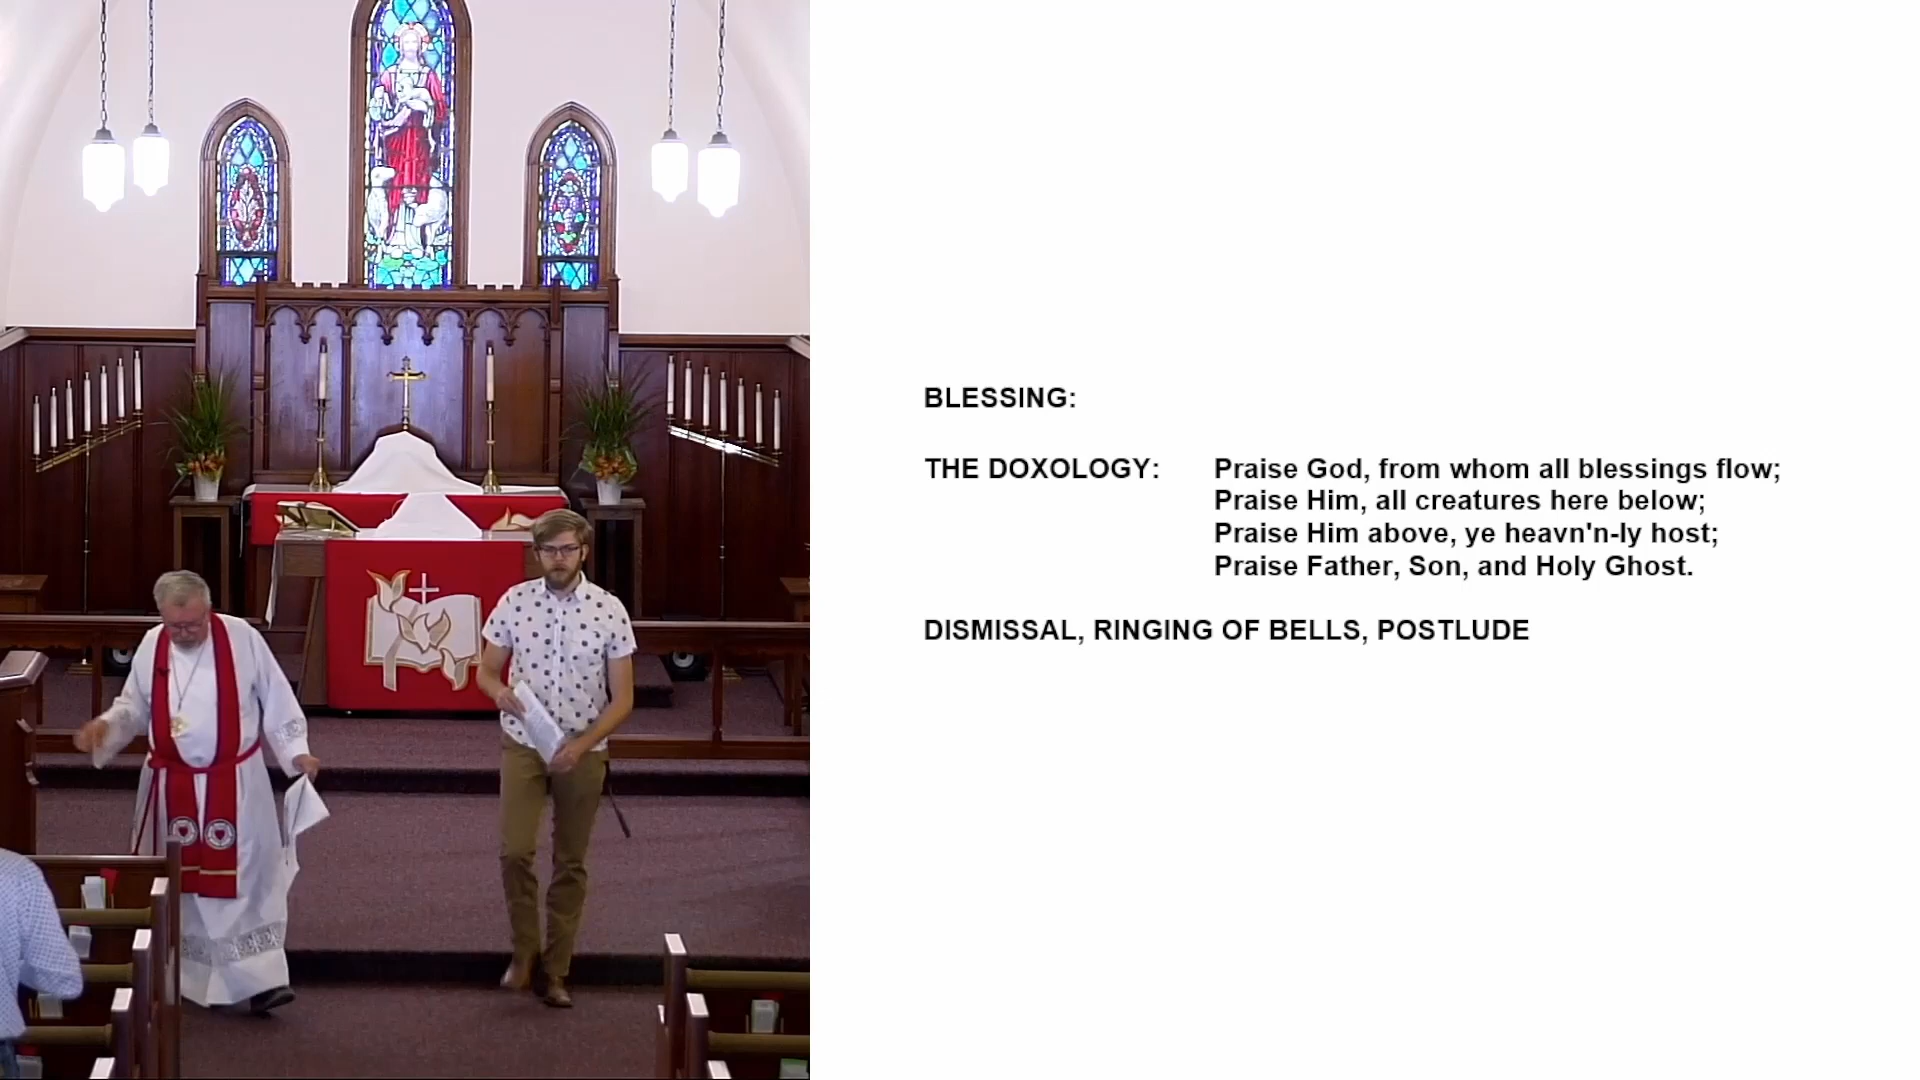 BLESSING:
THE DOXOLOGY: Praise God, from whom all blessings flow;
Praise Him, all creatures here below;
Praise Him above, ye heavn'n-ly host;
Praise Father, Son, and Holy Ghost.
DISMISSAL, RINGING OF BELLS, POSTLUDE